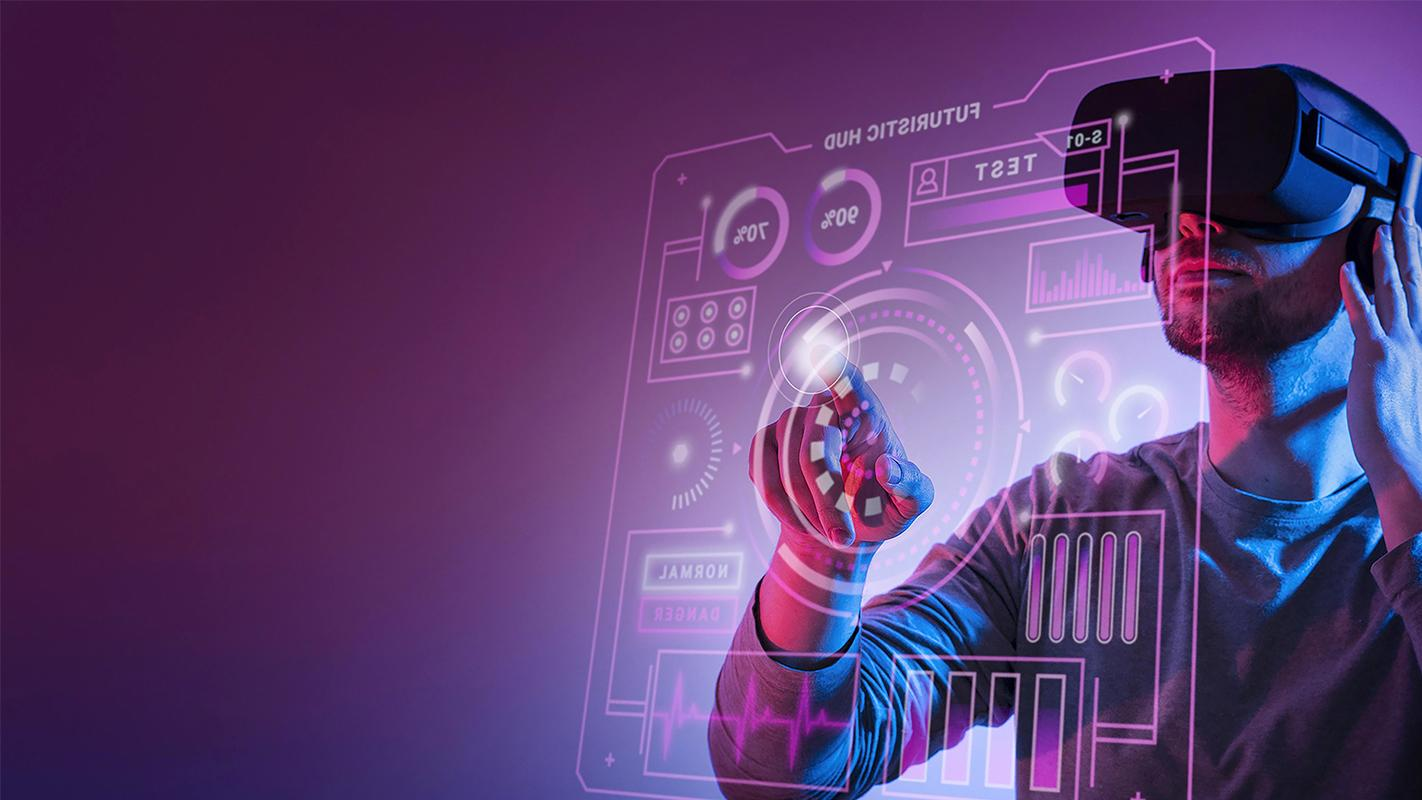 FUTURISTIC HUD
S-01
TEST
90%
70%
NORMAL
DANGER